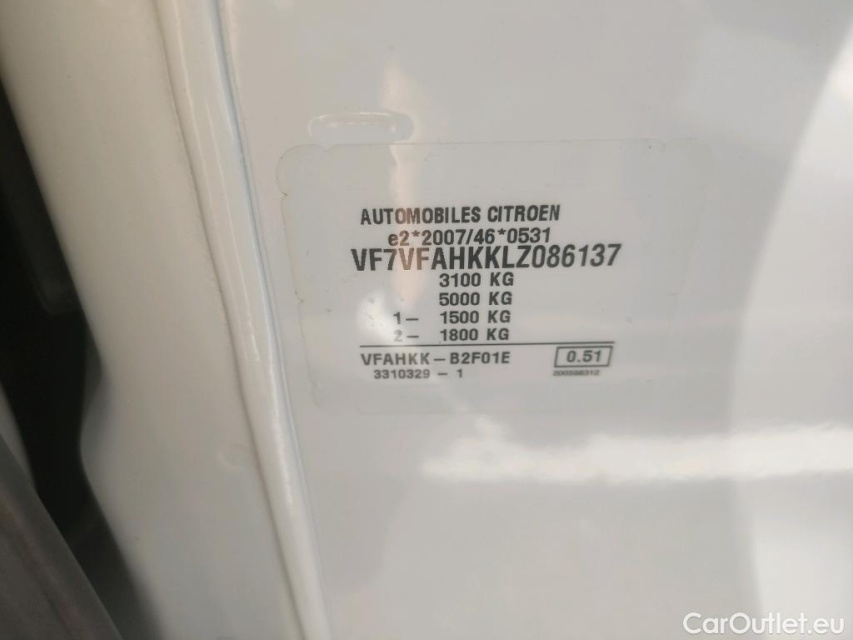 AUTOMOBILES CITROEN
e2*2007/46*0531
VF7VFAHKKLZ086137
3100 KG
5000 KG
1- 1500 KG
2- 1800 KG
VFAHKK-B2F01E 0.51
3310329 - 1
CarOutlet.eu